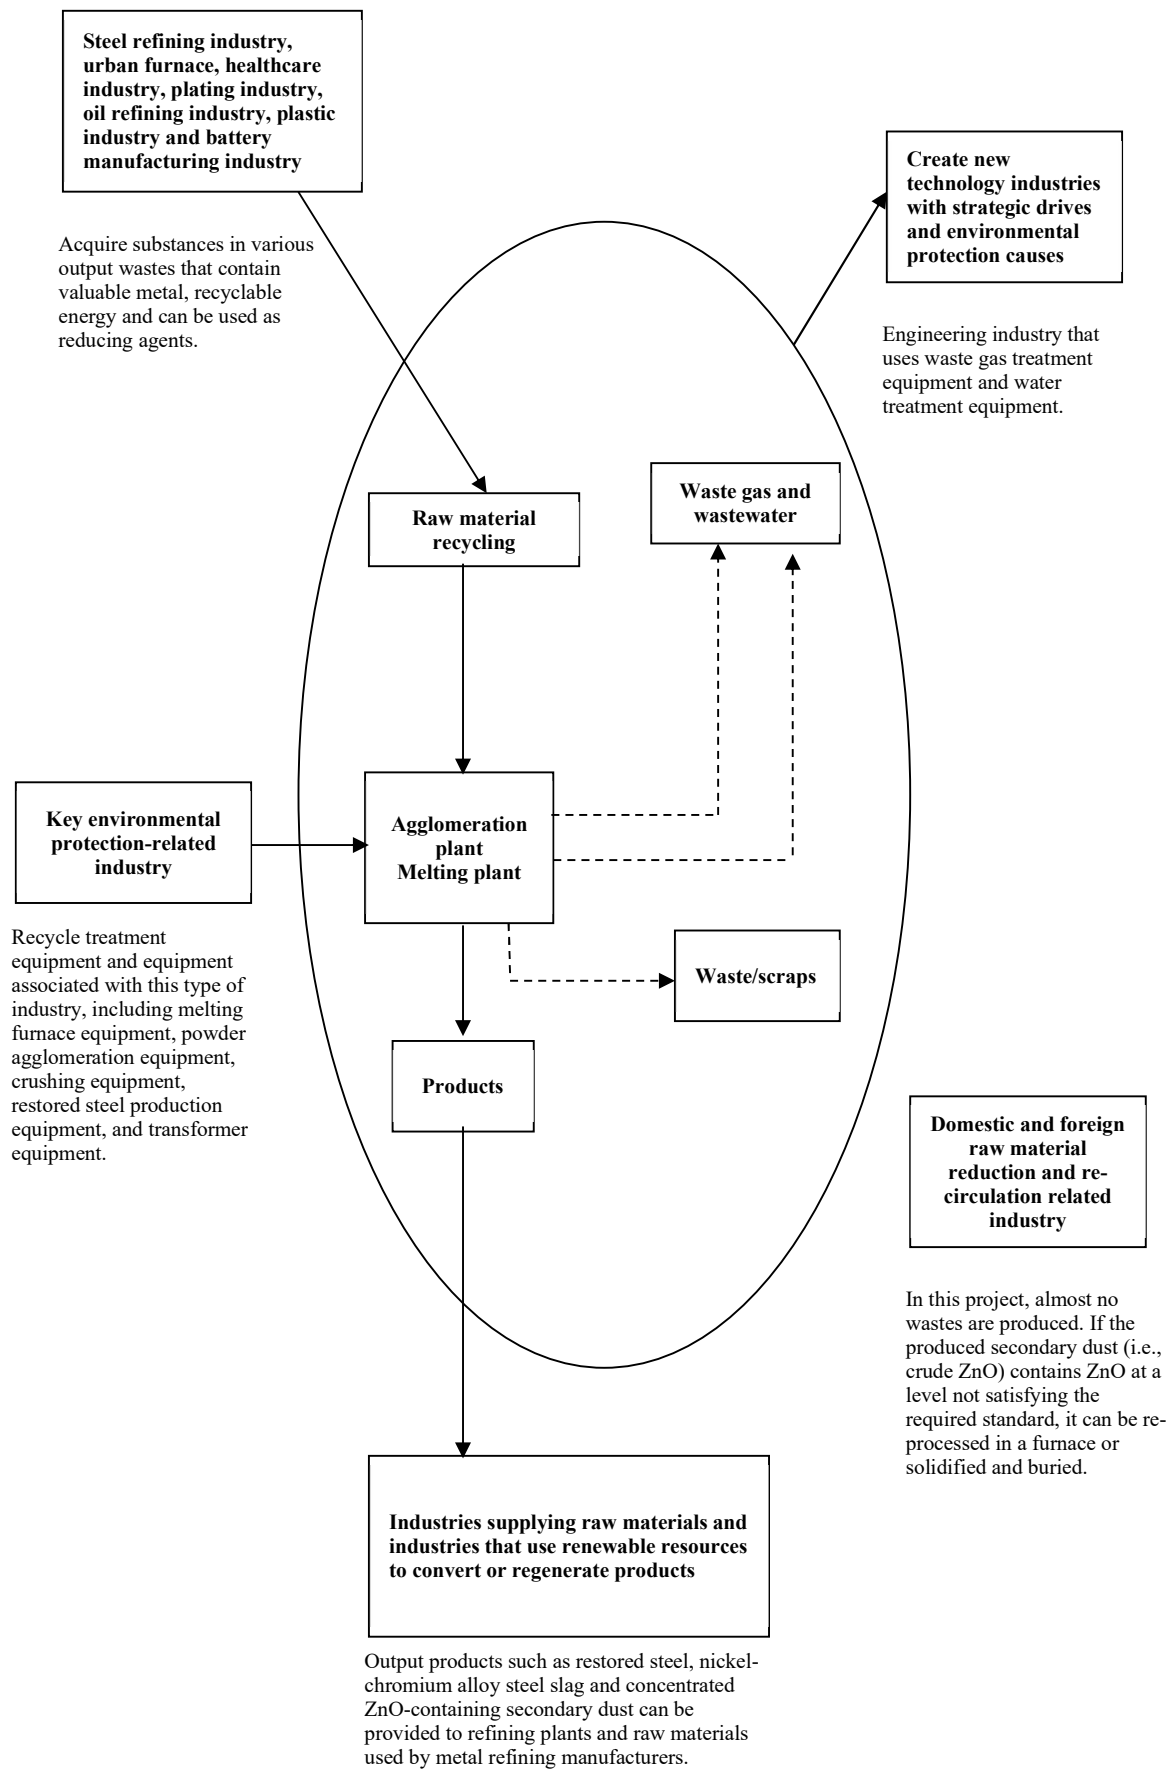 Steel refining industry,
urban furnace, healthcare
industry, plating industry,
oil refining industry, plastic
industry and battery
manufacturing industry
Acquire substances in various
output wastes that contain
valuable metal, recyclable
energy and can be used as
reducing agents.
Create new
technology industries
with strategic drives
and environmental
protection causes
Engineering industry that
uses waste gas treatment
equipment and water
treatment equipment.
Raw material
recycling
Waste gas and
wastewater
Key environmental
protection-related
industry
Recycle treatment
equipment and equipment
associated with this type of
industry, including melting
furnace equipment, powder
agglomeration equipment,
crushing equipment,
restored steel production
equipment, and transformer
equipment.
Agglomeration
plant
Melting plant
Waste/scraps
Products
Domestic and foreign
raw material
reduction and re-
circulation related
industry
In this project, almost no
wastes are produced. If the
produced secondary dust (i.e.,
crude ZnO) contains ZnO at a
level not satisfying the
required standard, it can be re-
processed in a furnace or
solidified and buried.
Industries supplying raw materials and
industries that use renewable resources
to convert or regenerate products
Output products such as restored steel, nickel-
chromium alloy steel slag and concentrated
ZnO-containing secondary dust can be
provided to refining plants and raw materials
used by metal refining manufacturers.